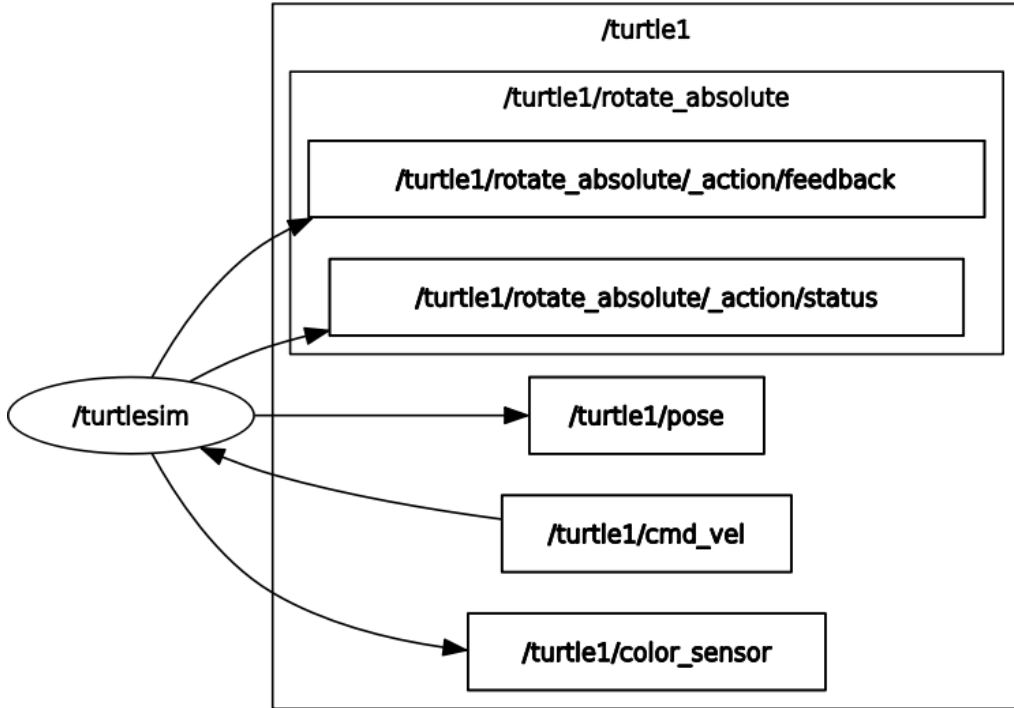 /turtle1
/turtle1/rotate_absolute
/turtle1/rotate_absolute/_action/feedback
/turtle1/rotate_absolute/_action/status
/turtlesim
/turtle1/pose
/turtle1/cmd_vel
/turtle1/color_sensor